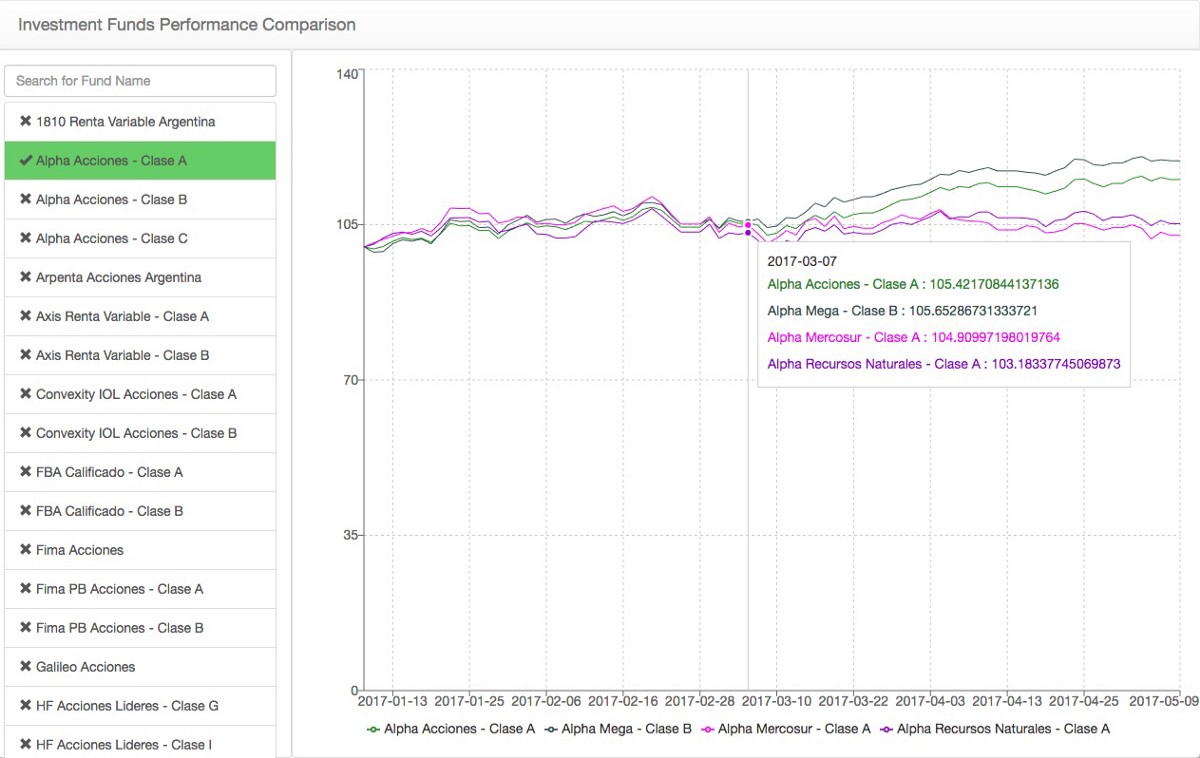 Investment Funds Performance Comparison
Search for Fund Name
1810 Renta Variable Argentina
Alpha Acciones - Clase A
Alpha Acciones - Clase B
Alpha Acciones - Clase C
Arpenta Acciones Argentina
Axis Renta Variable - Clase A
Axis Renta Variable - Clase B
Convexity IOL Acciones - Clase A
Convexity IOL Acciones - Clase B
FBA Calificado - Clase A
FBA Calificado - Clase B
Fima Acciones
Fima PB Acciones - Clase A
Fima PB Acciones - Clase B
Galileo Acciones
HF Acciones Lideres - Clase G
HF Acciones Lideres - Clase I
140
105
70
35
0
2017-03-07
Alpha Acciones - Clase A : 105.42170844137136
Alpha Mega - Clase B : 105.65286731333721
Alpha Mercosur - Clase A : 104.90997198019764
Alpha Recursos Naturales - Clase A : 103.18337745069873
2017-01-13 2017-01-25 2017-02-06 2017-02-16 2017-02-28 2017-03-10 2017-03-22 2017-04-03 2017-04-13 2017-04-25 2017-05-09
Alpha Acciones - Clase A Alpha Mega - Clase B Alpha Mercosur - Clase A Alpha Recursos Naturales - Clase A